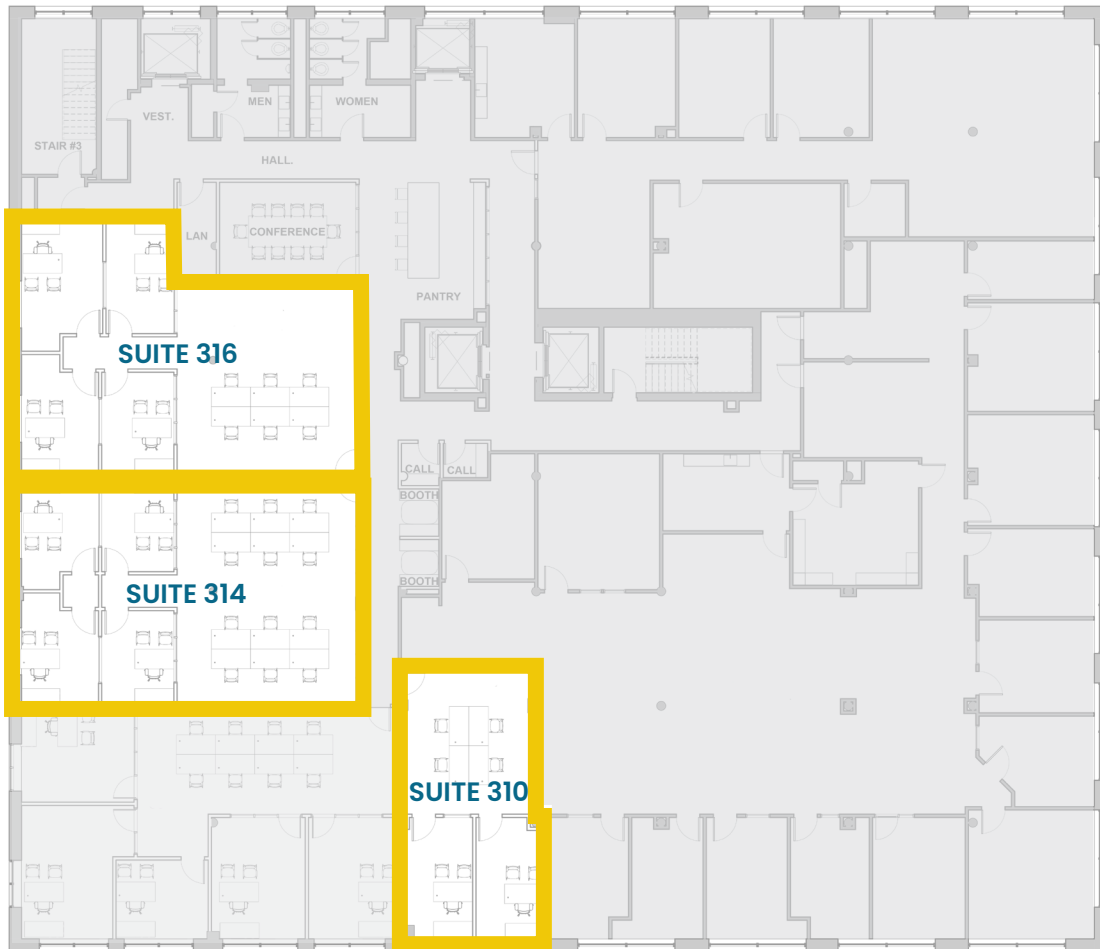 MEN
WOMEN
VEST.
STAIR #3
HALL.
LAN
CONFERENCE
PANTRY
SUITE 316
CALL
CALL
BOOTH
BOOTH
SUITE 314
SUITE 310